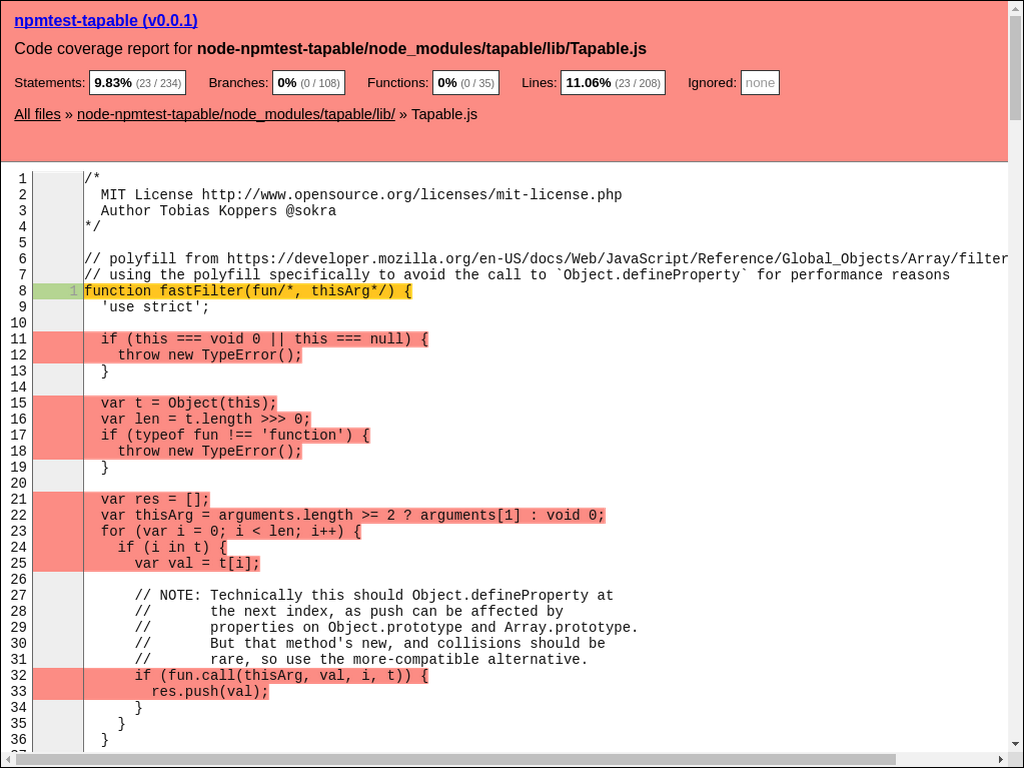 npmtest-tapable (v0.0.1)
Code coverage report for node-npmtest-tapable/node_modules/tapable/lib/Tapable.js
Statements: 9.83% (23 / 234) Branches: 0% (0 / 108) Functions: 0% (0 / 35) Lines: 11.06% (23 / 208) Ignored: none
All files » node-npmtest-tapable/node_modules/tapable/lib/ » Tapable.js
1 /*
2   MIT License http://www.opensource.org/licenses/mit-license.php
3   Author Tobias Koppers @sokra
4 */
5
6 // polyfill from https://developer.mozilla.org/en-US/docs/Web/JavaScript/Reference/Global_Objects/Array/filter
7 // using the polyfill specifically to avoid the call to `Object.defineProperty` for performance reasons
8 1 function fastFilter(fun/*, thisArg*/) {
9   'use strict';
10
11   if (this === void 0 || this === null) {
12     throw new TypeError();
13   }
14
15   var t = Object(this);
16   var len = t.length >>> 0;
17   if (typeof fun !== 'function') {
18     throw new TypeError();
19   }
20
21   var res = [];
22   var thisArg = arguments.length >= 2 ? arguments[1] : void 0;
23   for (var i = 0; i < len; i++) {
24     if (i in t) {
25       var val = t[i];
26
27       // NOTE: Technically this should Object.defineProperty at
28       //       the next index, as push can be affected by
29       //       properties on Object.prototype and Array.prototype.
30       //       But that method's new, and collisions should be
31       //       rare, so use the more-compatible alternative.
32       if (fun.call(thisArg, val, i, t)) {
33         res.push(val);
34       }
35     }
36   }